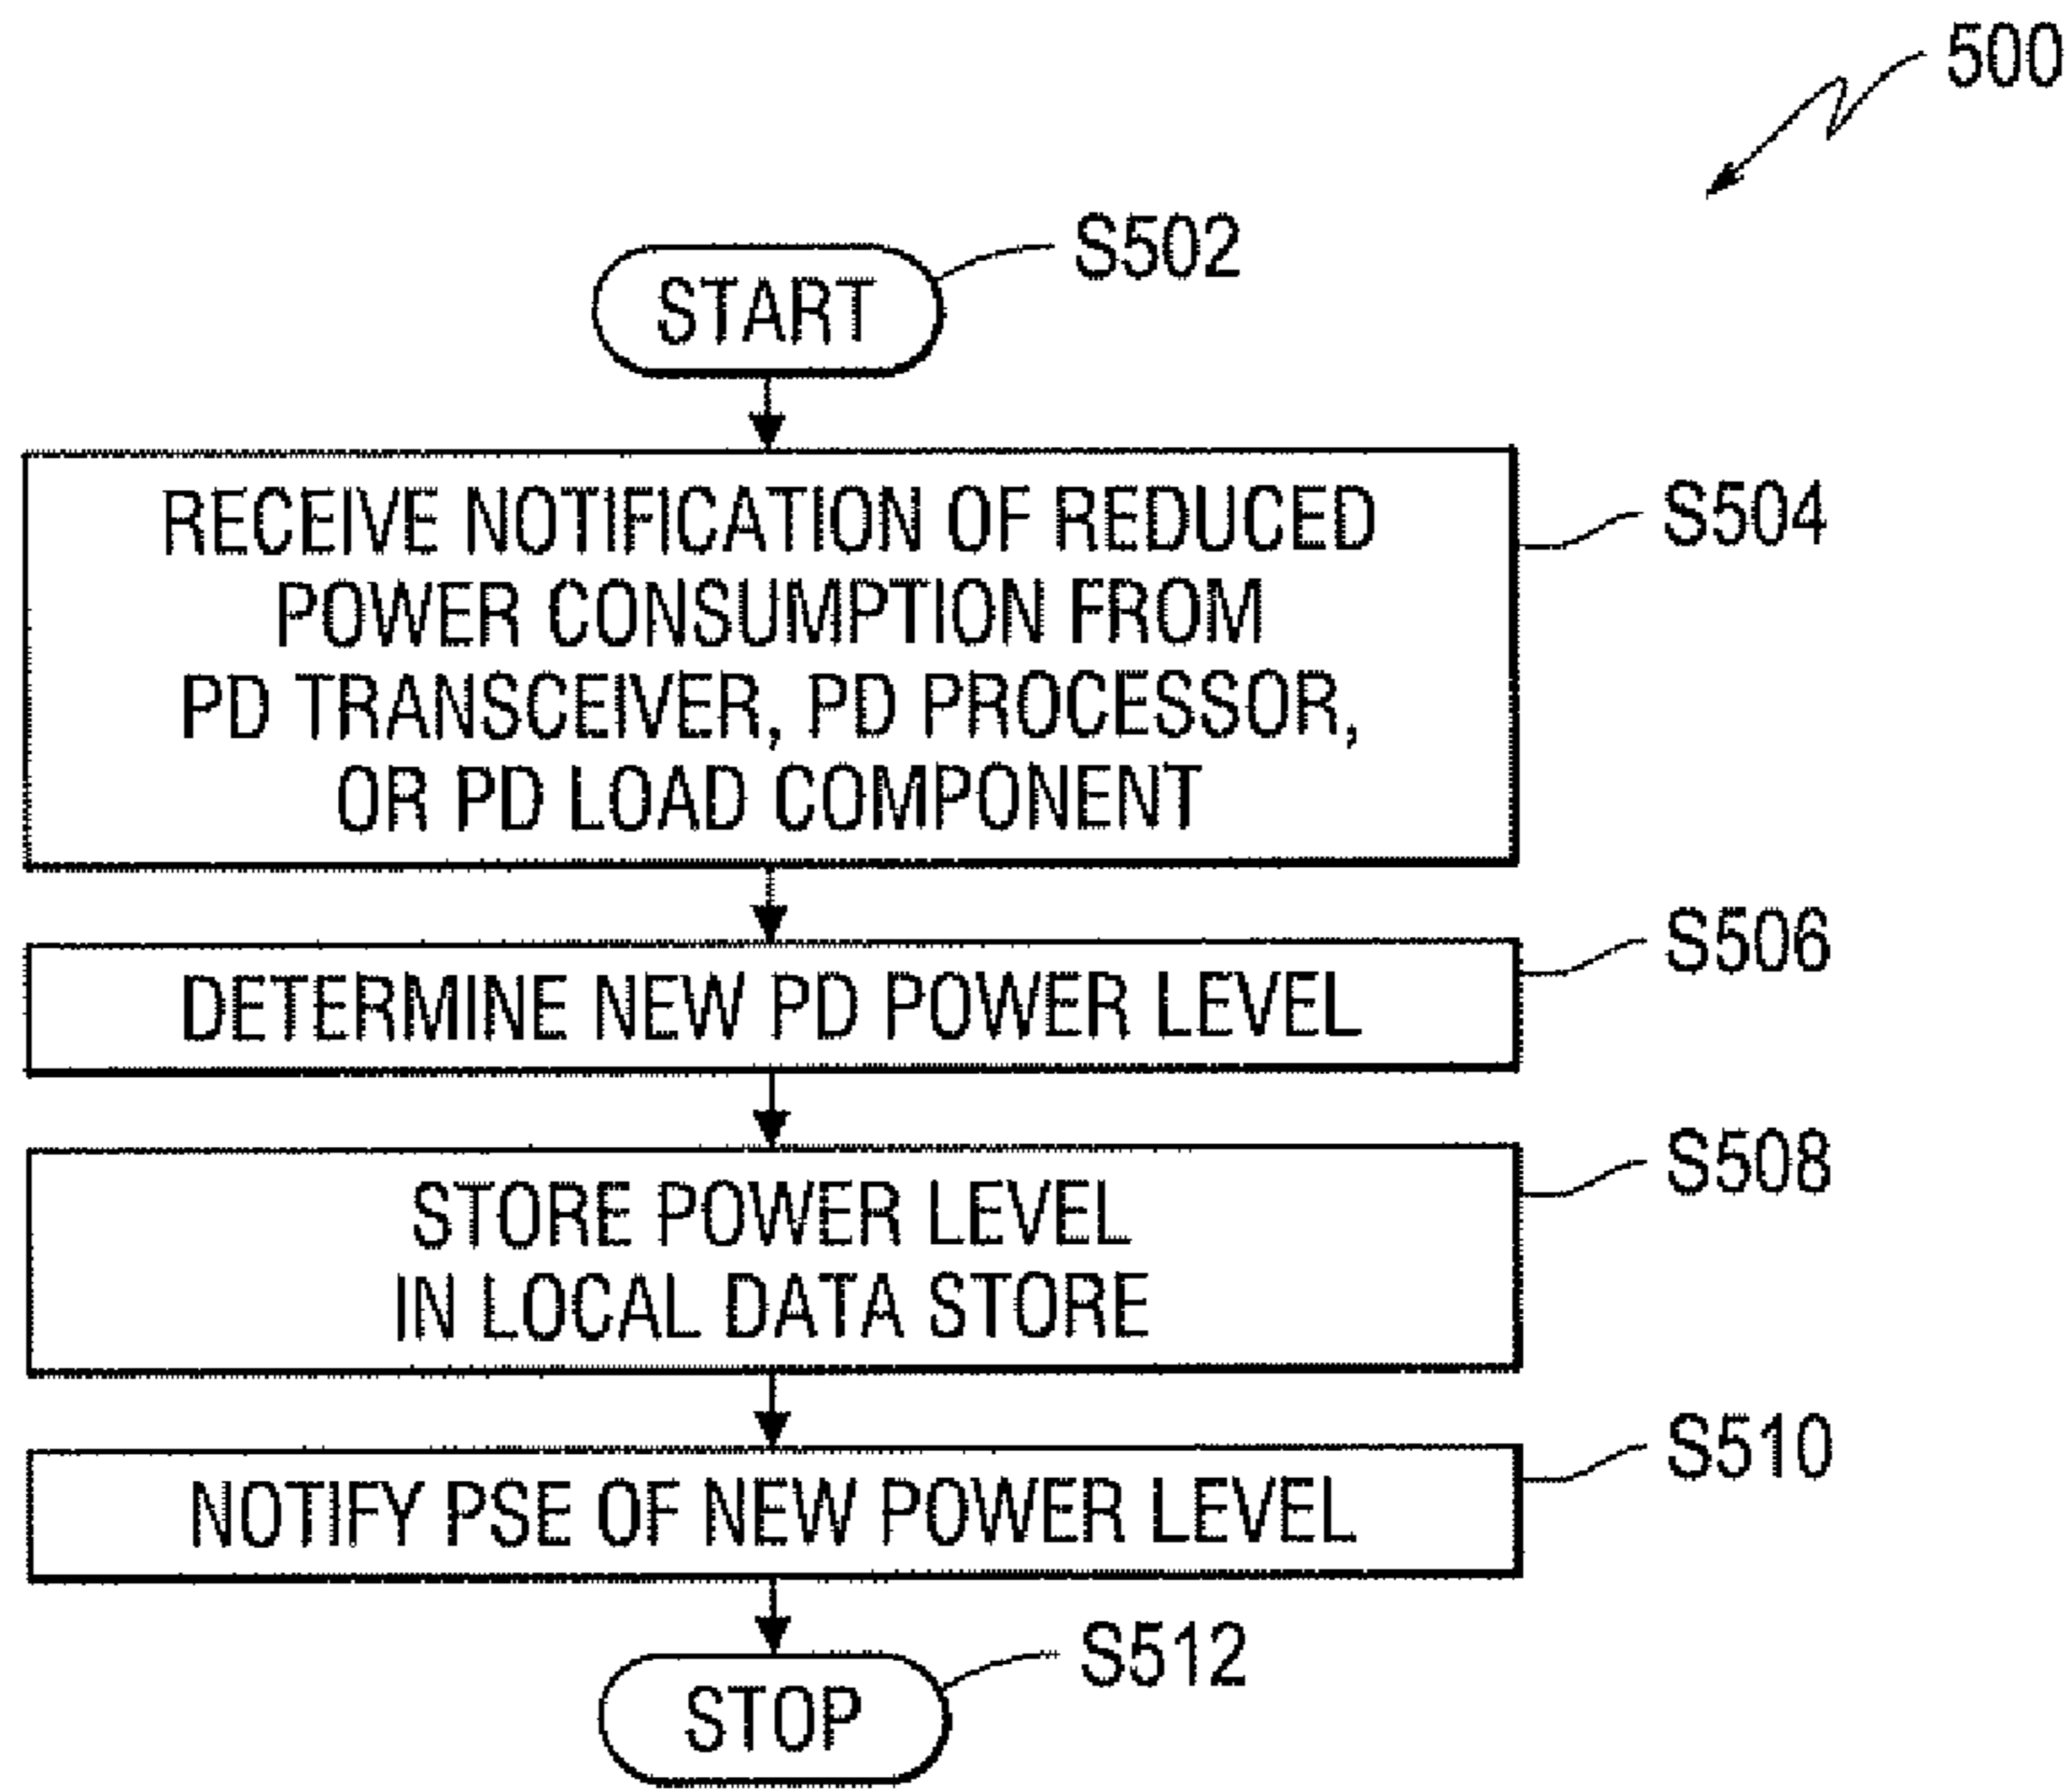 500
START
S502
RECEIVE NOTIFICATION OF REDUCED
POWER CONSUMPTION FROM
PD TRANSCEIVER, PD PROCESSOR,
OR PD LOAD COMPONENT
S504
DETERMINE NEW PD POWER LEVEL
S506
STORE POWER LEVEL
IN LOCAL DATA STORE
S508
NOTIFY PSE OF NEW POWER LEVEL
S510
STOP
S512